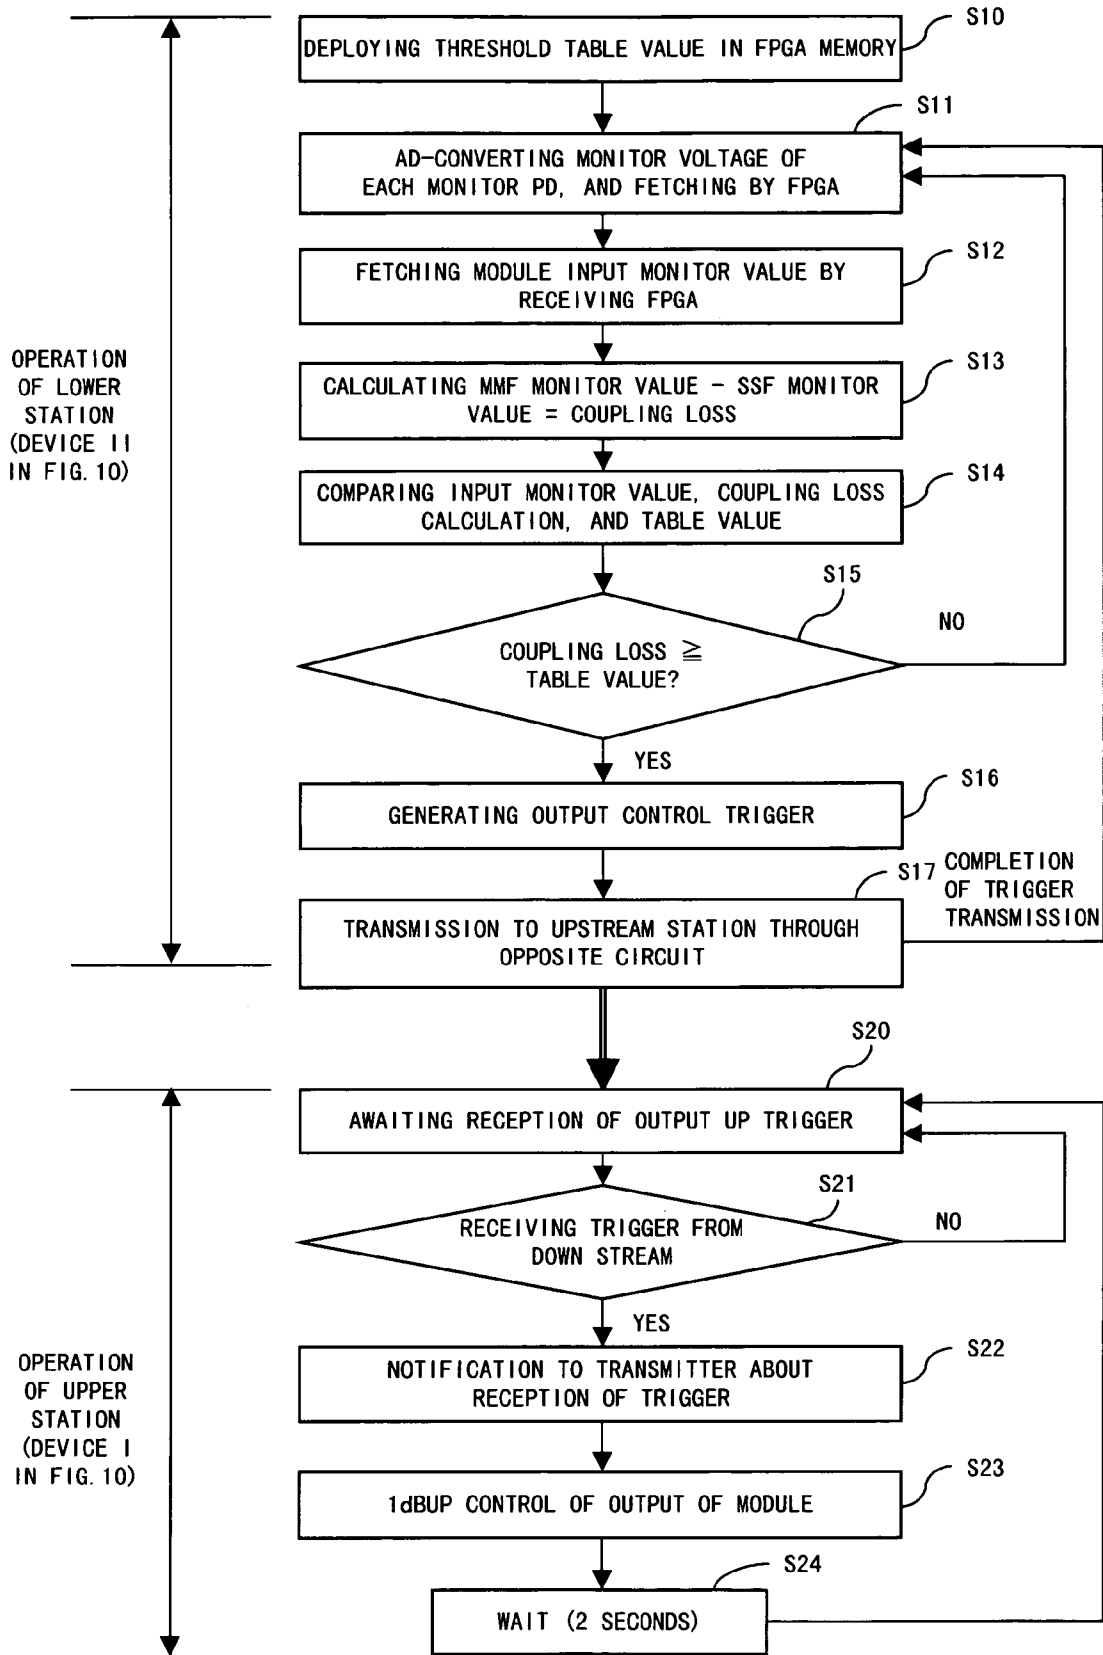 S10
DEPLOYING THRESHOLD TABLE VALUE IN FPGA MEMORY
S11
AD-CONVERTING MONITOR VOLTAGE OF
EACH MONITOR PD, AND FETCHING BY FPGA
S12
FETCHING MODULE INPUT MONITOR VALUE BY
RECEIVING FPGA
OPERATION
OF LOWER
STATION
(DEVICE II
IN FIG. 10)
S13
CALCULATING MMF MONITOR VALUE - SSF MONITOR
VALUE = COUPLING LOSS
S14
COMPARING INPUT MONITOR VALUE, COUPLING LOSS
CALCULATION, AND TABLE VALUE
S15
NO
COUPLING LOSS ≧
TABLE VALUE?
YES
S16
GENERATING OUTPUT CONTROL TRIGGER
S17
COMPLETION
OF TRIGGER
TRANSMISSION
TRANSMISSION TO UPSTREAM STATION THROUGH
OPPOSITE CIRCUIT
S20
AWAITING RECEPTION OF OUTPUT UP TRIGGER
S21
NO
RECEIVING TRIGGER FROM
DOWN STREAM
YES
OPERATION
OF UPPER
STATION
(DEVICE I
IN FIG. 10)
S22
NOTIFICATION TO TRANSMITTER ABOUT
RECEPTION OF TRIGGER
S23
1dBUP CONTROL OF OUTPUT OF MODULE
S24
WAIT (2 SECONDS)